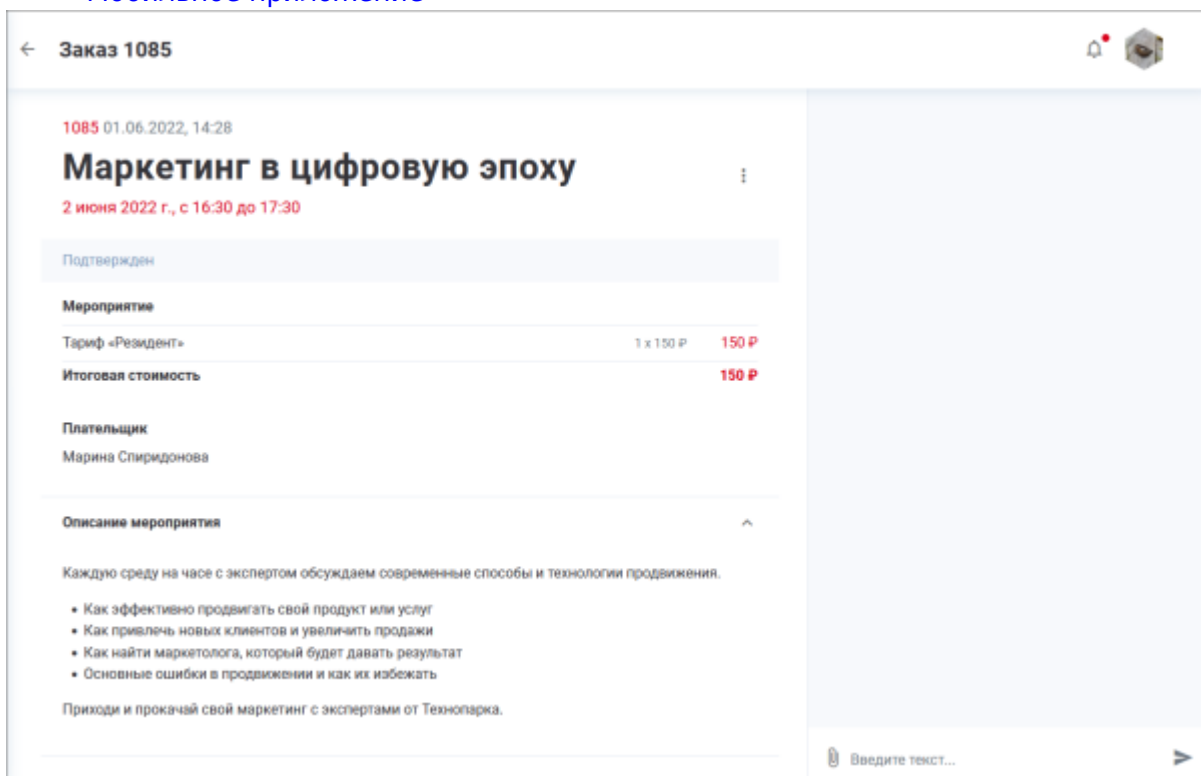 Мобильное приложение
Заказ 1085
1085 01.06.2022, 14:28
Маркетинг в цифровую эпоху
2 июня 2022 г., с 16:30 до 17:30
Подтвержден
Мероприятие
Тариф «Резидент» 1 x 150 ₽ 150 ₽
Итоговая стоимость 150 ₽
Плательщик
Марина Спиридонова
Описание мероприятия
Каждую среду на часе с экспертом обсуждаем современные способы и технологии продвижения.
• Как эффективно продвигать свой продукт или услуг
• Как привлечь новых клиентов и увеличить продажи
• Как найти маркетолога, который будет давать результат
• Основные ошибки в продвижении и как их избежать
Приходи и прокачай свой маркетинг с экспертами от Технопарка.
Введите текст...